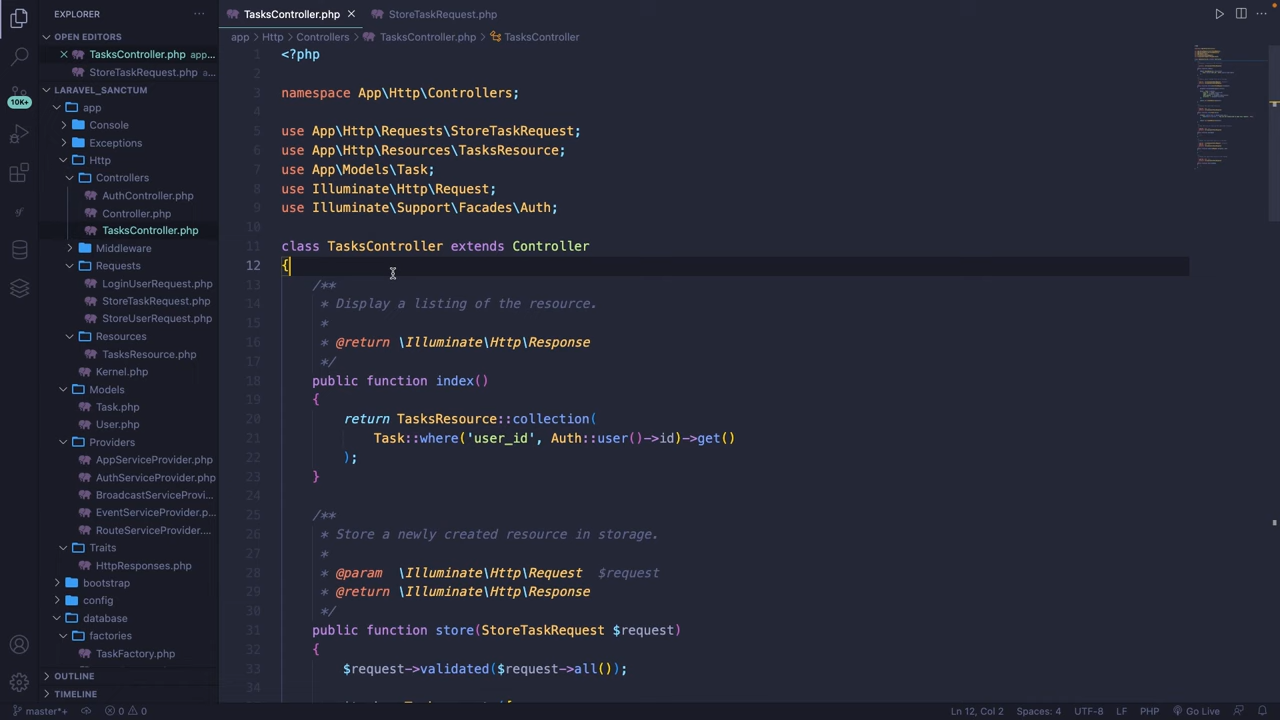 EXPLORER
OPEN EDITORS
TasksController.php app...
StoreTaskRequest.php a...
LARAVEL_SANCTUM
app
Console
Exceptions
Http
Controllers
AuthController.php
Controller.php
TasksController.php
Middleware
Requests
LoginUserRequest.php
StoreTaskRequest.php
StoreUserRequest.php
Resources
TasksResource.php
Kernel.php
Models
Task.php
User.php
Providers
AppServiceProvider.php
AuthServiceProvider.php
BroadcastServiceProvi...
EventServiceProvider.p...
RouteServiceProvider....
Traits
HttpResponses.php
bootstrap
config
database
factories
TaskFactory.php
OUTLINE
TIMELINE
10K+
TasksController.php
StoreTaskRequest.php
app > Http > Controllers > TasksController.php > TasksController
1 <?php
2
3 namespace App\Http\Controllers;
4
5 use App\Http\Requests\StoreTaskRequest;
6 use App\Http\Resources\TasksResource;
7 use App\Models\Task;
8 use Illuminate\Http\Request;
9 use Illuminate\Support\Facades\Auth;
10
11 class TasksController extends Controller
12 {
13 /**
14 * Display a listing of the resource.
15 *
16 * @return \Illuminate\Http\Response
17 */
18 public function index()
19 {
20 return TasksResource::collection(
21 Task::where('user_id', Auth::user()->id)->get()
22 );
23 }
24
25 /**
26 * Store a newly created resource in storage.
27 *
28 * @param \Illuminate\Http\Request $request
29 * @return \Illuminate\Http\Response
30 */
31 public function store(StoreTaskRequest $request)
32 {
33 $request->validated($request->all());
34
master*+ 0 0 Ln 12, Col 2 Spaces: 4 UTF-8 LF PHP Go Live